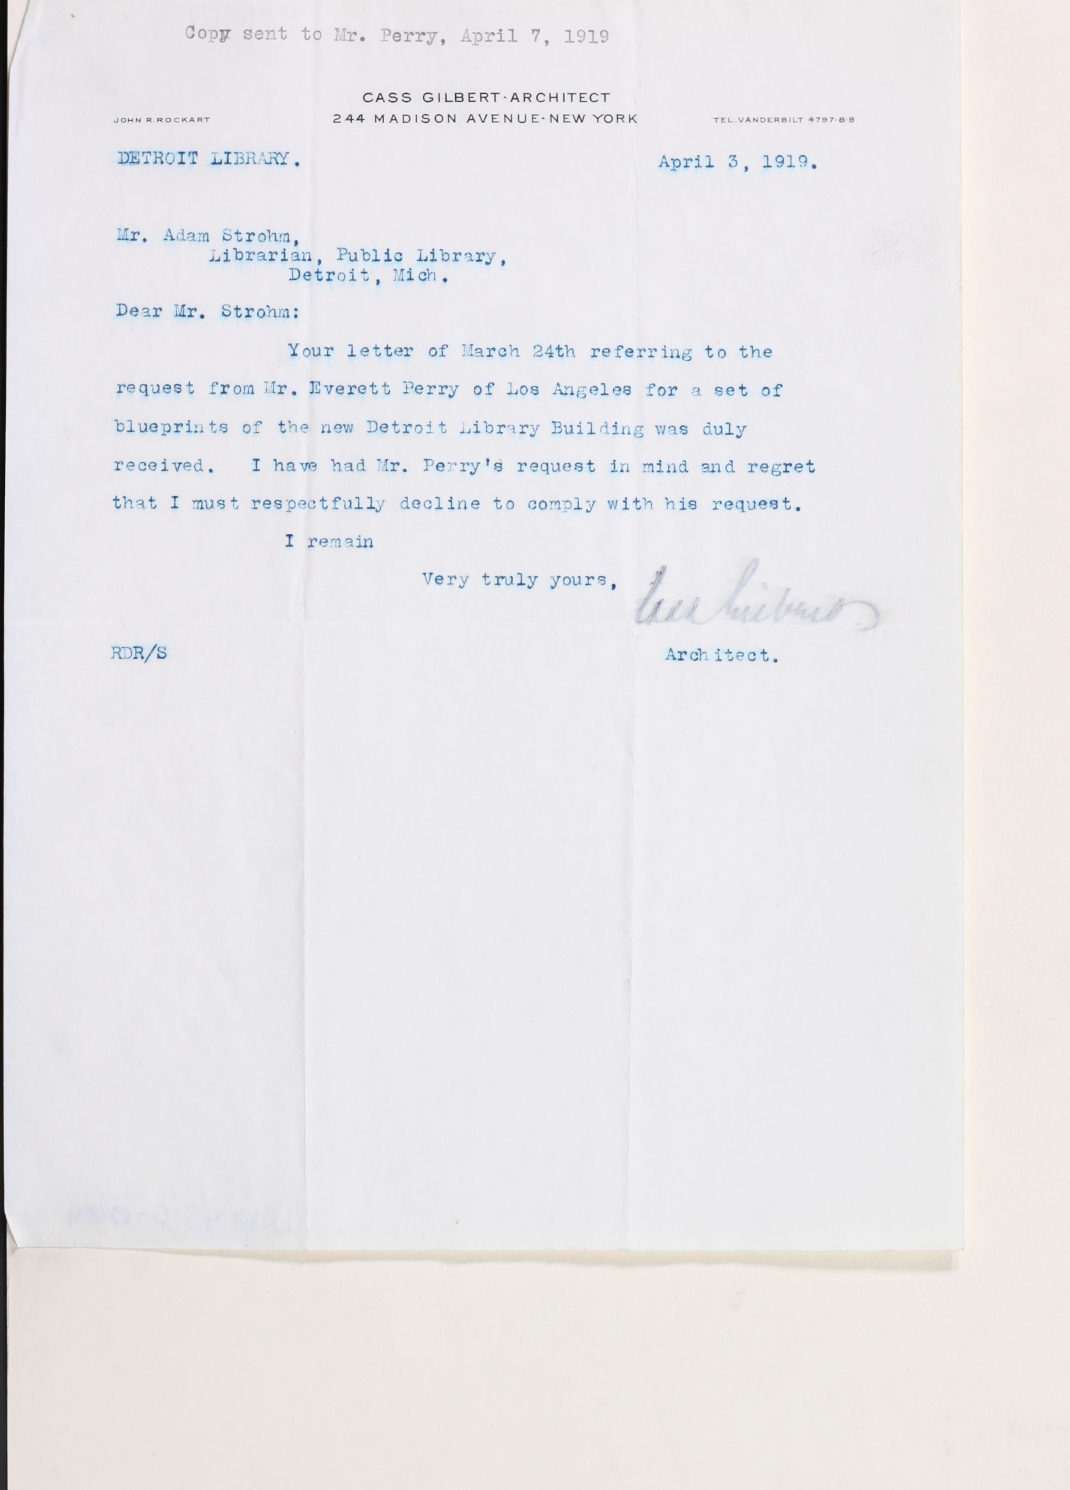 Copy sent to Mr. Perry, April 7, 1919
CASS GILBERT-ARCHITECT
JOHN R. ROCKART 244 MADISON AVENUE-NEW YORK TEL. VANDERBILT 4797-8-9
DETROIT LIBRARY. April 3, 1919.
Mr. Adam Strohm,
Librarian, Public Library,
Detroit, Mich.
Dear Mr. Strohm:
Your letter of March 24th referring to the
request from Mr. Everett Perry of Los Angeles for a set of
blueprints of the new Detroit Library Building was duly
received. I have had Mr. Perry's request in mind and regret
that I must respectfully decline to comply with his request.
I remain
Very truly yours,
Cass Gilbert
RDR/S Architect.